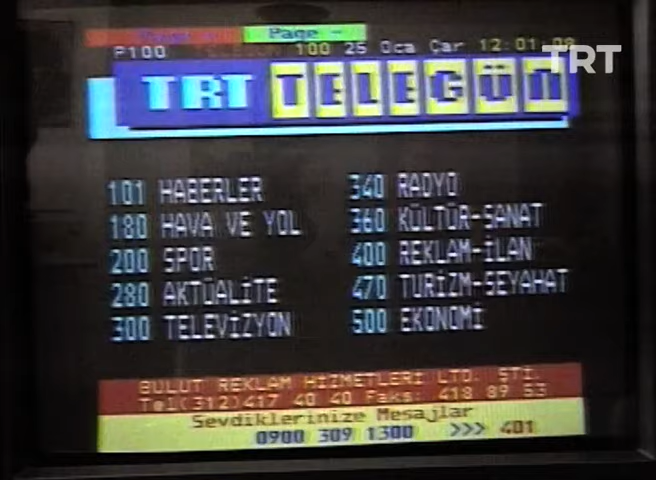 Page -
P100 TELEGUN 100 25 Oca Çar 12:01:09
TRT
TRT TELEGÜN
101 HABERLER
180 HAVA VE YOL
200 SPOR
280 AKTÜALİTE
300 TELEVİZYON
340 RADYO
360 KÜLTÜR-SANAT
400 REKLAM-İLAN
470 TURİZM-SEYAHAT
500 EKONOMİ
BULUT REKLAM HİZMETLERİ LTD. ŞTİ.
Tel(312)417 40 40 Faks: 418 89 53
Sevdiklerinize Mesajlar
0900 309 1300 >>> 401